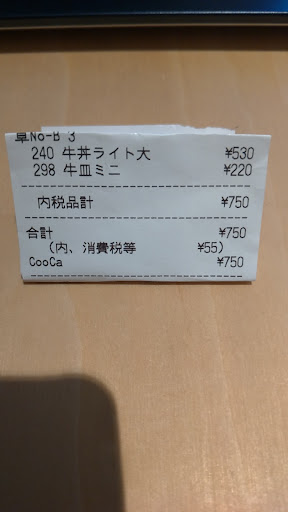 卓No-B 3
240 牛丼ライト大 ¥530
298 牛皿ミニ ¥220
内税品計 ¥750
合計 ¥750
(内、消費税等 ¥55)
CooCa ¥750